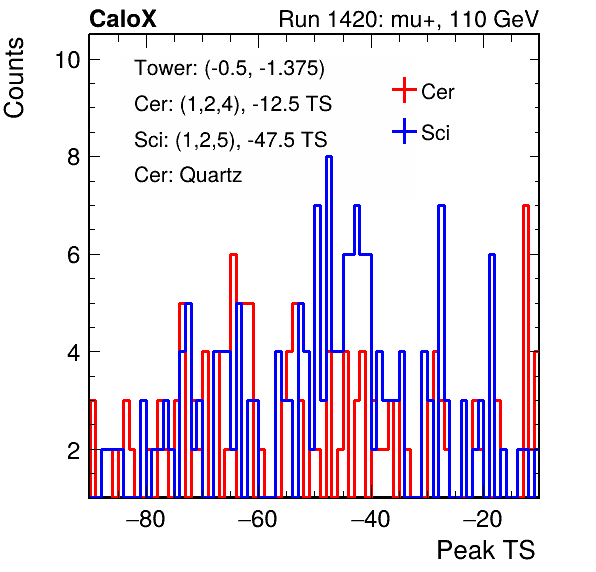 CaloX Run 1420: mu+, 110 GeV
Counts
Tower: (-0.5, -1.375)
Cer: (1,2,4), -12.5 TS
Sci: (1,2,5), -47.5 TS
Cer: Quartz
Cer
Sci
10
8
6
4
2
−80 −60 −40 −20
Peak TS